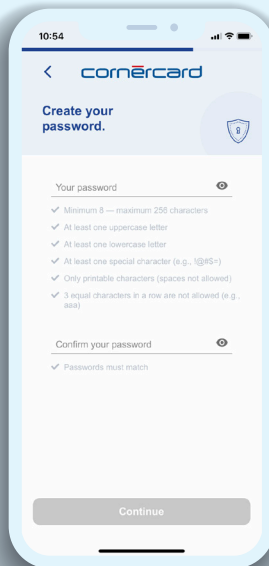 10:54
cornèrcard
Create your
password.
Your password
Minimum 8 — maximum 256 characters
At least one uppercase letter
At least one lowercase letter
At least one special character (e.g., !@#$=)
Only printable characters (spaces not allowed)
3 equal characters in a row are not allowed (e.g.,
aaa)
Confirm your password
Passwords must match
Continue